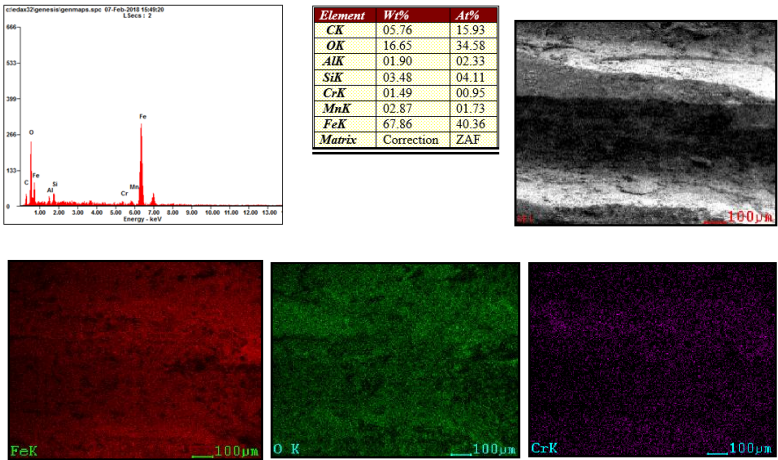 c:\edax32\genesis\genmaps.spc 07-Feb-2018 15:49:20
LSecs : 2
666
533
399
266
133
0
C
O
Fe
Al
Si
Cr
Mn
Fe
1.00 2.00 3.00 4.00 5.00 6.00 7.00 8.00 9.00 10.00 11.00 12.00 13.00
Energy - keV
Element Wt% At%
CK 05.76 15.93
OK 16.65 34.58
AlK 01.90 02.33
SiK 03.48 04.11
CrK 01.49 00.95
MnK 02.87 01.73
FeK 67.86 40.36
Matrix Correction ZAF
100µm
FeK 100µm
O K 100µm
CrK 100µm